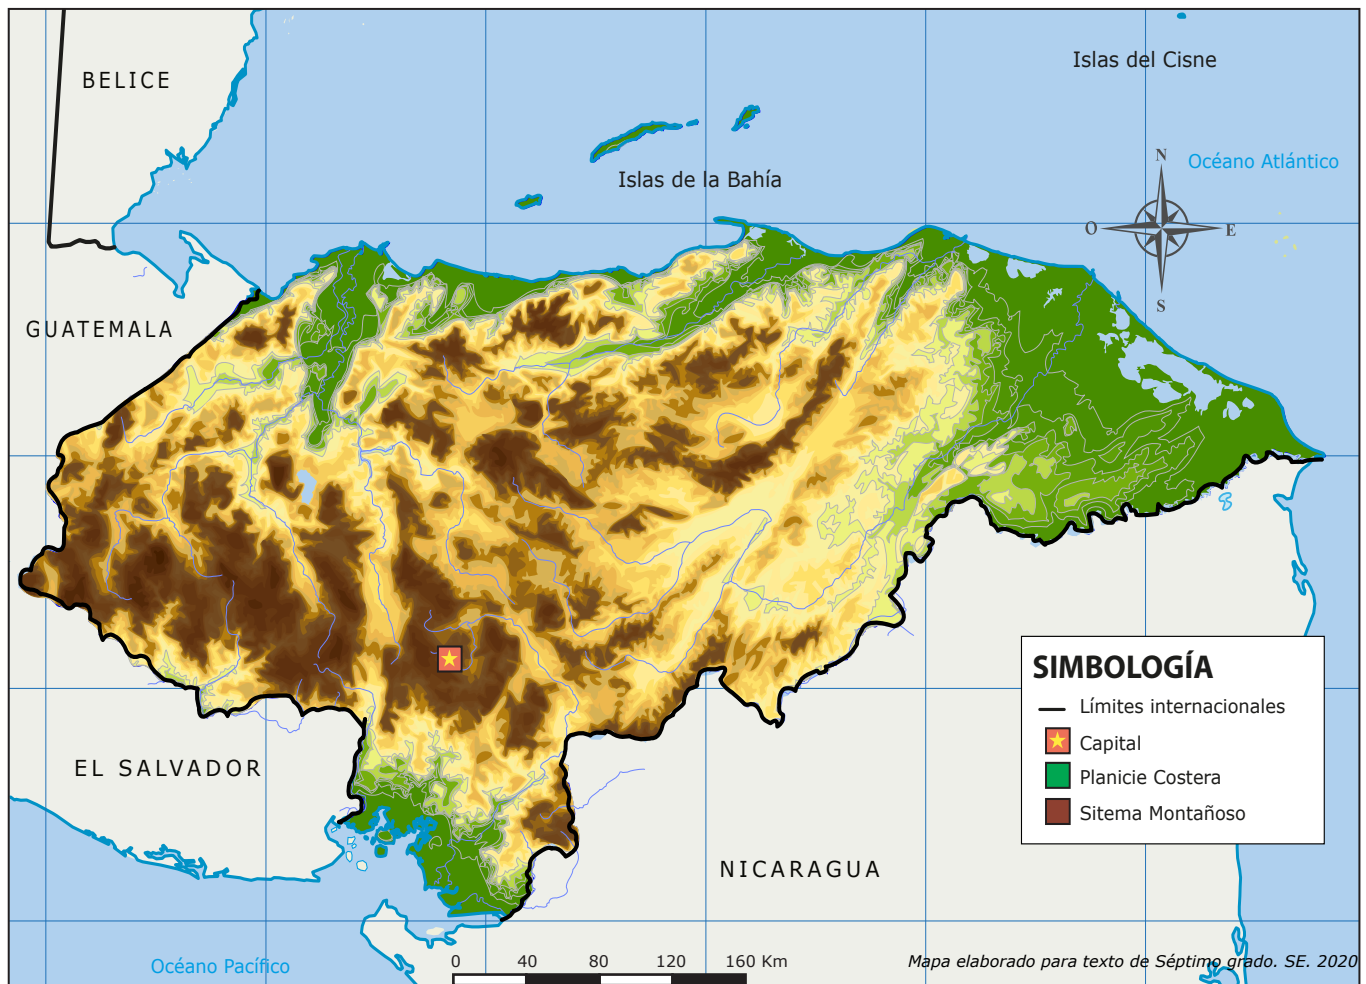 BELICE
Islas del Cisne
N
Océano Atlántico
Islas de la Bahía
O
E
S
GUATEMALA
SIMBOLOGÍA
Límites internacionales
Capital
Planicie Costera
Sitema Montañoso
EL SALVADOR
NICARAGUA
Océano Pacífico
0 40 80 120 160 Km
Mapa elaborado para texto de Séptimo grado. SE. 2020